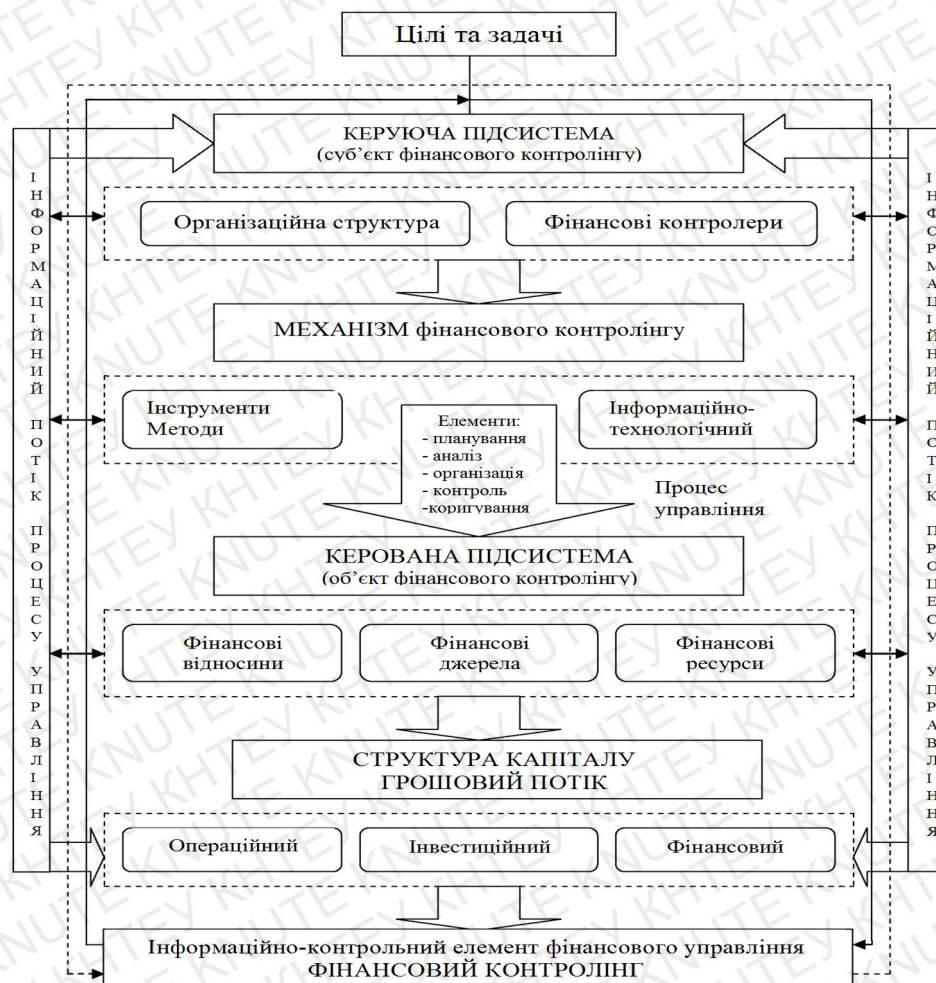 Цілі та задачі
КЕРУЮЧА ПІДСИСТЕМА
(суб’єкт фінансового контролінгу)
Організаційна структура
Фінансові контролери
МЕХАНІЗМ фінансового контролінгу
Інструменти
Методи
Елементи:
- планування
- аналіз
- організація
- контроль
-коригування
Інформаційно-
технологічний
Процес
управління
КЕРОВАНА ПІДСИСТЕМА
(об’єкт фінансового контролінгу)
Фінансові
відносини
Фінансові
джерела
Фінансові
ресурси
СТРУКТУРА КАПІТАЛУ
ГРОШОВИЙ ПОТІК
Операційний
Інвестиційний
Фінансовий
Інформаційно-контрольний елемент фінансового управління
ФІНАНСОВИЙ КОНТРОЛІНГ
ІНФОРМАЦІЙНИЙ ПОТІК ПРОЦЕСУ УПРАВЛІННЯ
ІНФОРМАЦІЙНИЙ ПОТІК ПРОЦЕСУ УПРАВЛІННЯ
КНТЕУ KNUTE